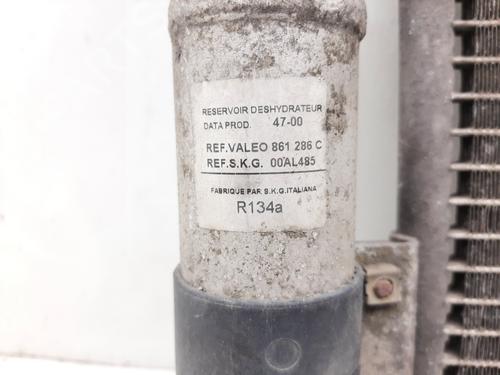 RESERVOIR DESHYDRATEUR
DATA PROD. 47-00
REF.VALEO 861 286 C
REF.S.K.G. 00AL485
FABRIQUE PAR S.K.G.ITALIANA
R134a